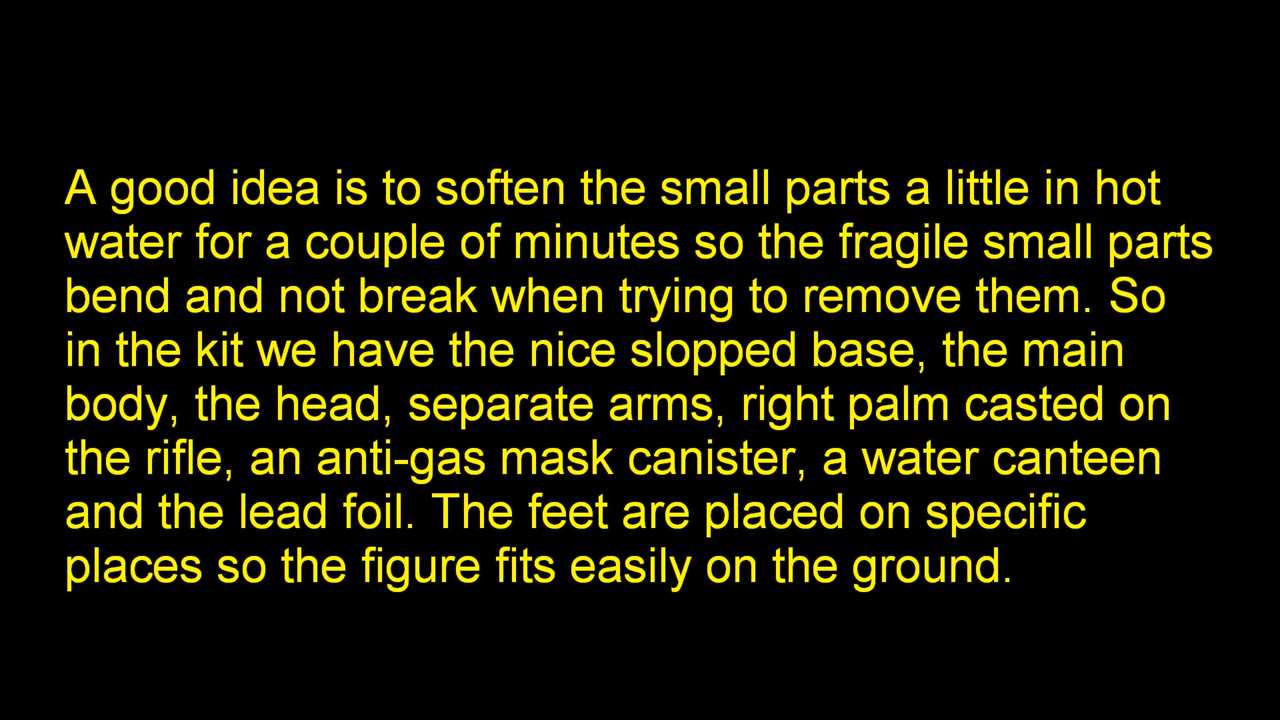 A good idea is to soften the small parts a little in hot
water for a couple of minutes so the fragile small parts
bend and not break when trying to remove them. So
in the kit we have the nice slopped base, the main
body, the head, separate arms, right palm casted on
the rifle, an anti-gas mask canister, a water canteen
and the lead foil. The feet are placed on specific
places so the figure fits easily on the ground.